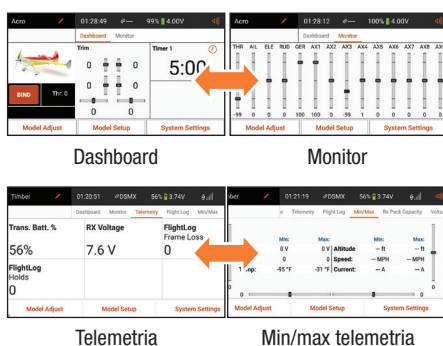 Acro 01:28:49 99% 4.00V
Dashboard Monitor
Trim
Timer 1
0 0
0 0
0 0
5:00
BIND
Thr: 0
Model Adjust Model Setup System Settings
Acro 01:28:12 100% 4.00V
Dashboard Monitor
THR AIL ELE RUD GER AX1 AX2 AX3 AX4 AX5 AX6 AX7 AX8 AX9
-99 0 0 0 100 100 0 -59 1 0 0 0 0 0
Model Adjust Model Setup System Settings
Dashboard
Monitor
Timber 01:20:51 DSMX 56% 3.74V
Dashboard Monitor Telemetry Flight Log Min/Max
Trans. Batt. %
56%
RX Voltage
7.6 V
FlightLog
Frame Loss
0
FlightLog
Holds
0
Model Adjust Model Setup System Settings
ber 01:21:19 DSMX 56% 3.74V
r Telemetry Flight Log Min/Max Rx Pack Capacity Volta
Min: Max: Min: Max:
0 V 0 V Altitude -- ft -- ft
0 0 Speed: -- MPH -- MPH
-95 °F -31 °F Current: -- A -- A
0 0
Model Adjust Model Setup System Settings
Telemetria
Min/max telemetria